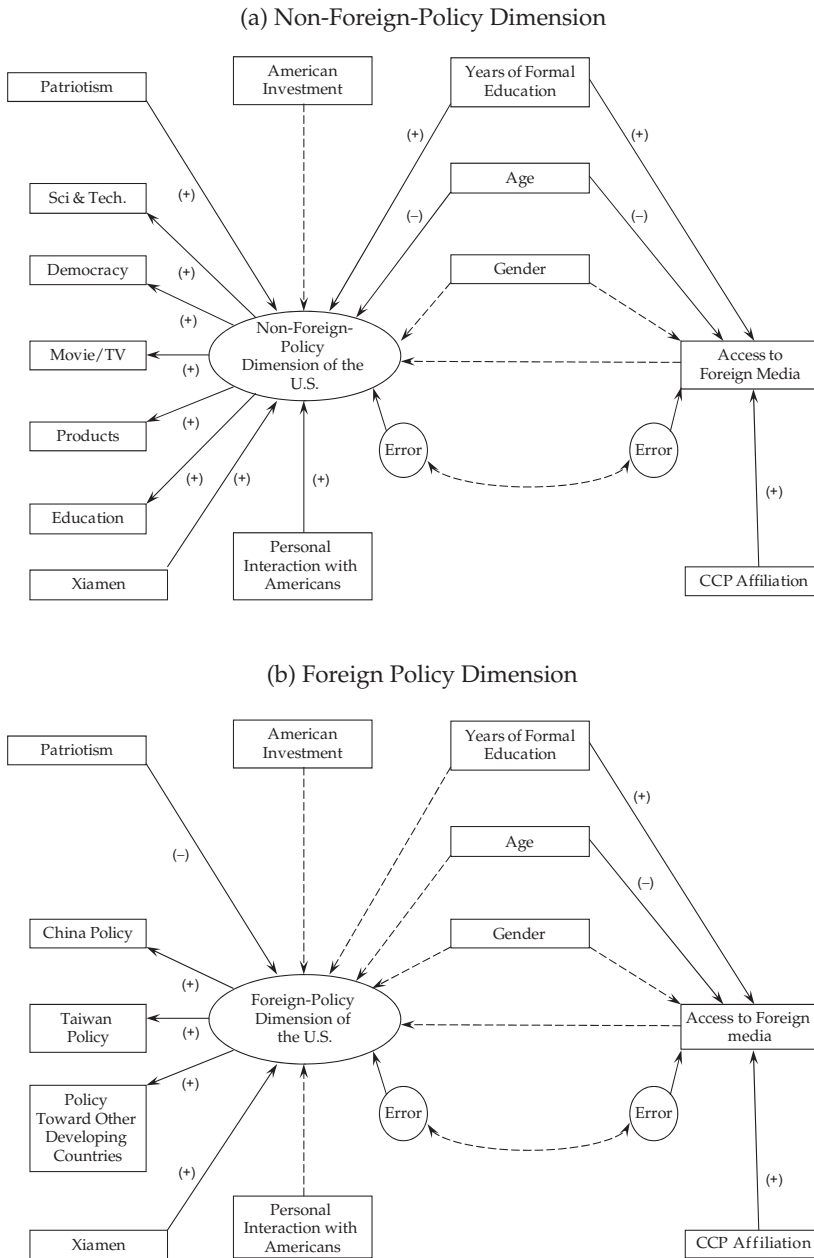 (a) Non-Foreign-Policy Dimension
Patriotism
American
Investment
Years of Formal
Education
(+)
(+)
Age
Sci & Tech.
(+)
(−)
(−)
Democracy
(+)
Gender
(+)
Non-Foreign-
Policy
Dimension of the
U.S.
Movie/TV
(+)
Access to
Foreign Media
Products
(+)
Error
Error
(+)
(+)
(+)
(+)
Education
Personal
Interaction with
Americans
Xiamen
CCP Affiliation
(b) Foreign Policy Dimension
Patriotism
American
Investment
Years of Formal
Education
(+)
(−)
Age
(−)
China Policy
Gender
(+)
Foreign-Policy
Dimension of
the U.S.
Taiwan
Policy
(+)
Access to Foreign
media
(+)
Policy
Toward Other
Developing
Countries
Error
Error
(+)
(+)
Personal
Interaction with
Americans
Xiamen
CCP Affiliation